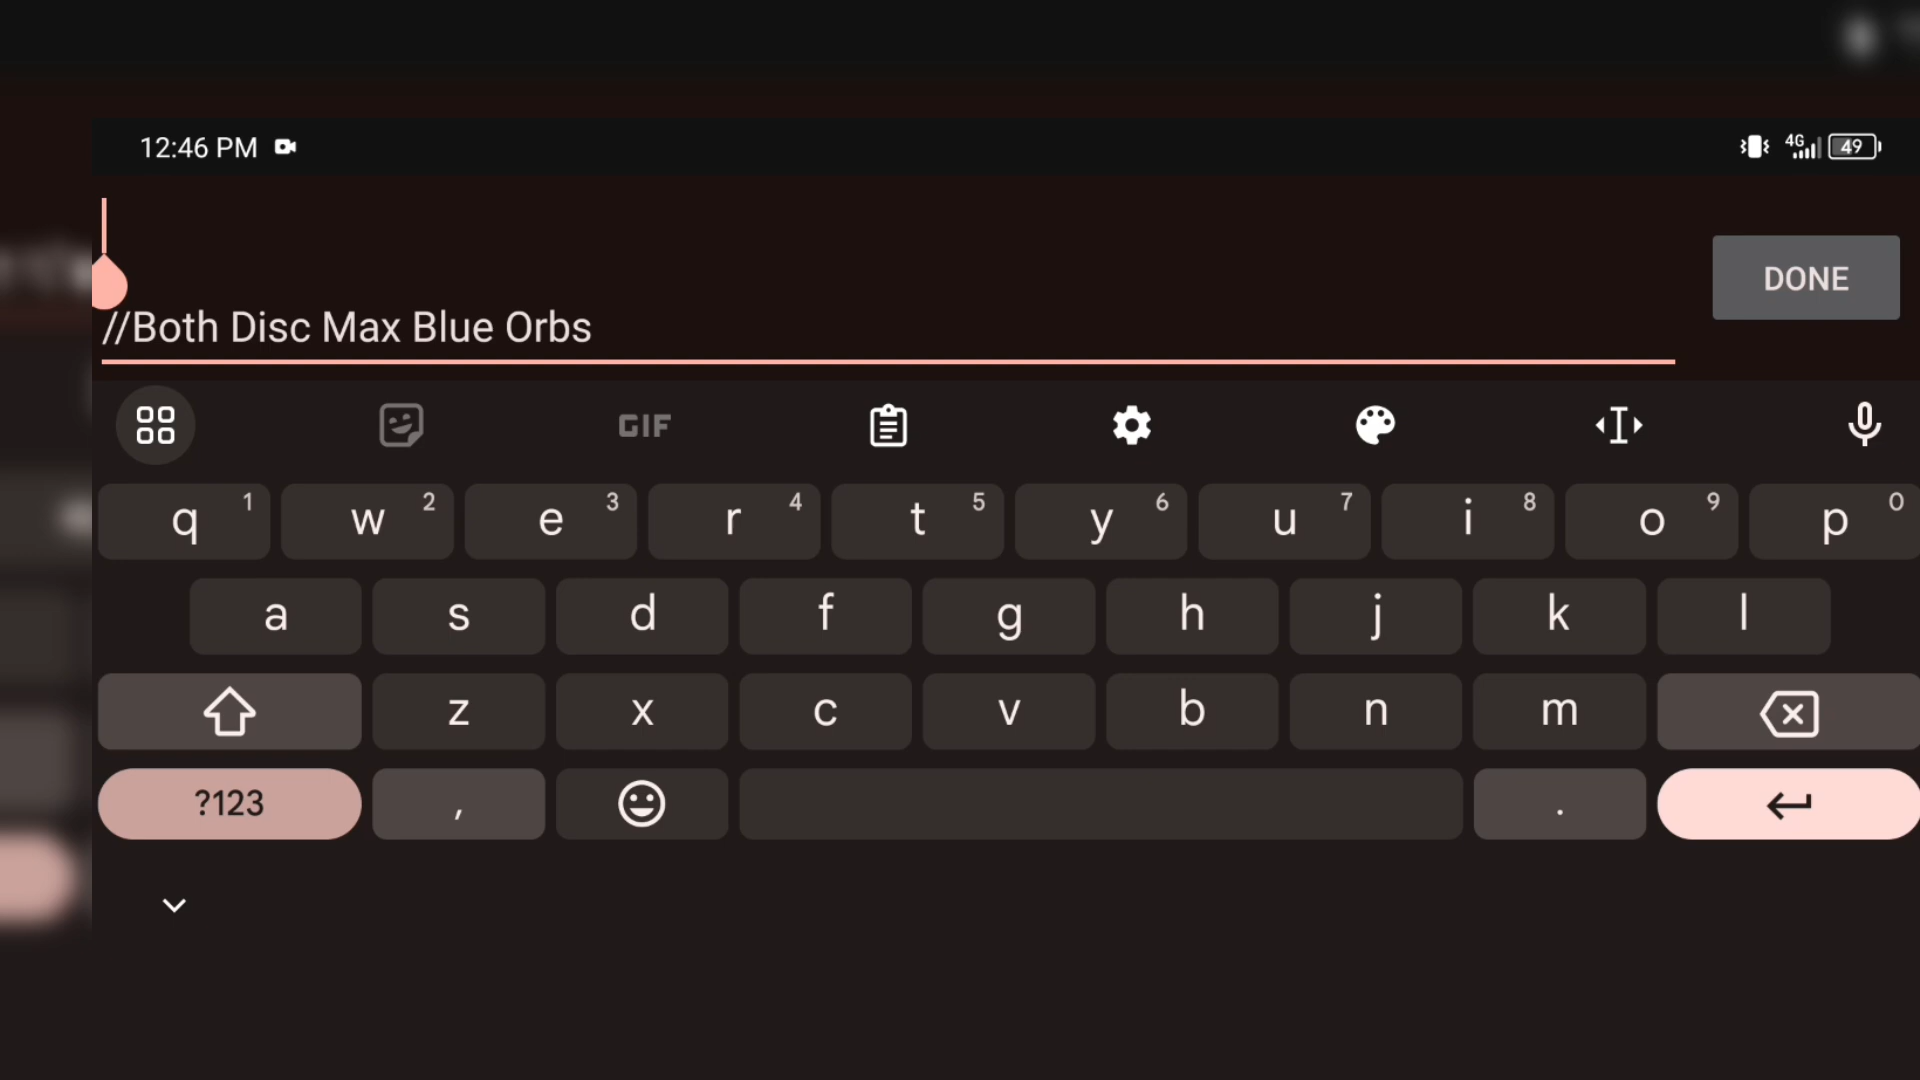 12:46 PM
4G 49
//Both Disc Max Blue Orbs
DONE
GIF
q 1 w 2 e 3 r 4 t 5 y 6 u 7 i 8 o 9 p 0
a s d f g h j k l
z x c v b n m
?123 , .